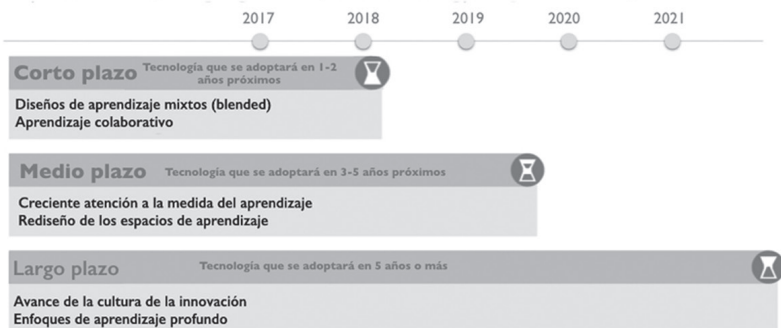 2017 2018 2019 2020 2021
Corto plazo Tecnología que se adoptará en 1-2
años próximos
Diseños de aprendizaje mixtos (blended)
Aprendizaje colaborativo
Medio plazo Tecnología que se adoptará en 3-5 años próximos
Creciente atención a la medida del aprendizaje
Rediseño de los espacios de aprendizaje
Largo plazo Tecnología que se adoptará en 5 años o más
Avance de la cultura de la innovación
Enfoques de aprendizaje profundo